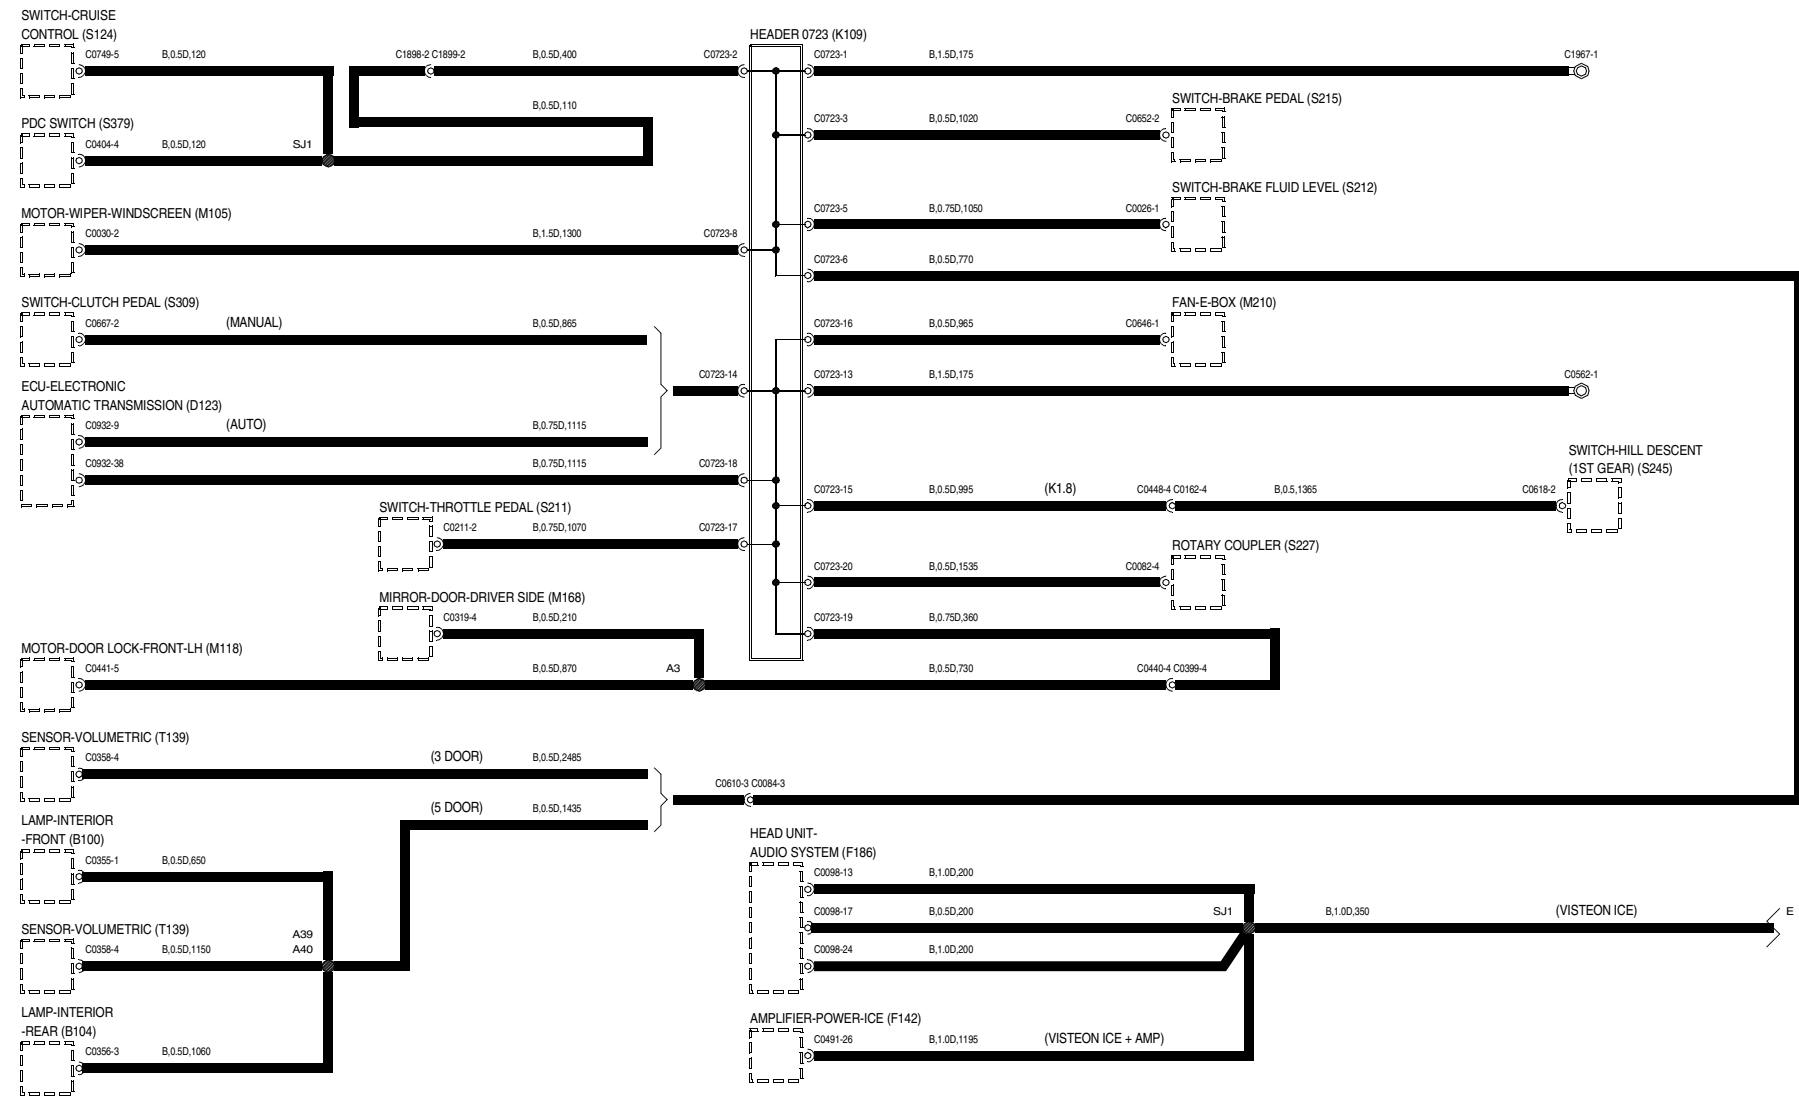 SWITCH-CRUISE
CONTROL (S124)
C0749-5 B,0.5D,120 C1898-2 C1899-2 B,0.5D,400 C0723-2
HEADER 0723 (K109)
C0723-1 B,1.5D,175 C1967-1
B,0.5D,110
SWITCH-BRAKE PEDAL (S215)
C0723-3 B,0.5D,1020 C0652-2
PDC SWITCH (S379)
C0404-4 B,0.5D,120 SJ1
SWITCH-BRAKE FLUID LEVEL (S212)
C0723-5 B,0.75D,1050 C0026-1
MOTOR-WIPER-WINDSCREEN (M105)
C0030-2 B,1.5D,1300 C0723-8
C0723-6 B,0.5D,770
SWITCH-CLUTCH PEDAL (S309)
C0667-2 (MANUAL) B,0.5D,865
FAN-E-BOX (M210)
C0723-16 B,0.5D,965 C0646-1
C0723-14
C0723-13 B,1.5D,175 C0562-1
ECU-ELECTRONIC
AUTOMATIC TRANSMISSION (D123)
C0932-9 (AUTO) B,0.75D,1115
C0932-38 B,0.75D,1115 C0723-18
SWITCH-HILL DESCENT
(1ST GEAR) (S245)
C0723-15 B,0.5D,995 (K1.8) C0448-4 C0162-4 B,0.5,1365 C0618-2
SWITCH-THROTTLE PEDAL (S211)
C0211-2 B,0.75D,1070 C0723-17
ROTARY COUPLER (S227)
C0723-20 B,0.5D,1535 C0082-4
MIRROR-DOOR-DRIVER SIDE (M168)
C0319-4 B,0.5D,210
C0723-19 B,0.75D,360
MOTOR-DOOR LOCK-FRONT-LH (M118)
C0441-5 B,0.5D,870 A3 B,0.5D,730 C0440-4 C0399-4
SENSOR-VOLUMETRIC (T139)
C0358-4 (3 DOOR) B,0.5D,2485
C0610-3 C0084-3
(5 DOOR) B,0.5D,1435
LAMP-INTERIOR
-FRONT (B100)
C0355-1 B,0.5D,650
HEAD UNIT-
AUDIO SYSTEM (F186)
C0098-13 B,1.0D,200
C0098-17 B,0.5D,200 SJ1 B,1.0D,350 (VISTEON ICE) E
C0098-24 B,1.0D,200
SENSOR-VOLUMETRIC (T139)
A39
C0358-4 B,0.5D,1150 A40
LAMP-INTERIOR
-REAR (B104)
C0356-3 B,0.5D,1060
AMPLIFIER-POWER-ICE (F142)
C0491-26 B,1.0D,1195 (VISTEON ICE + AMP)